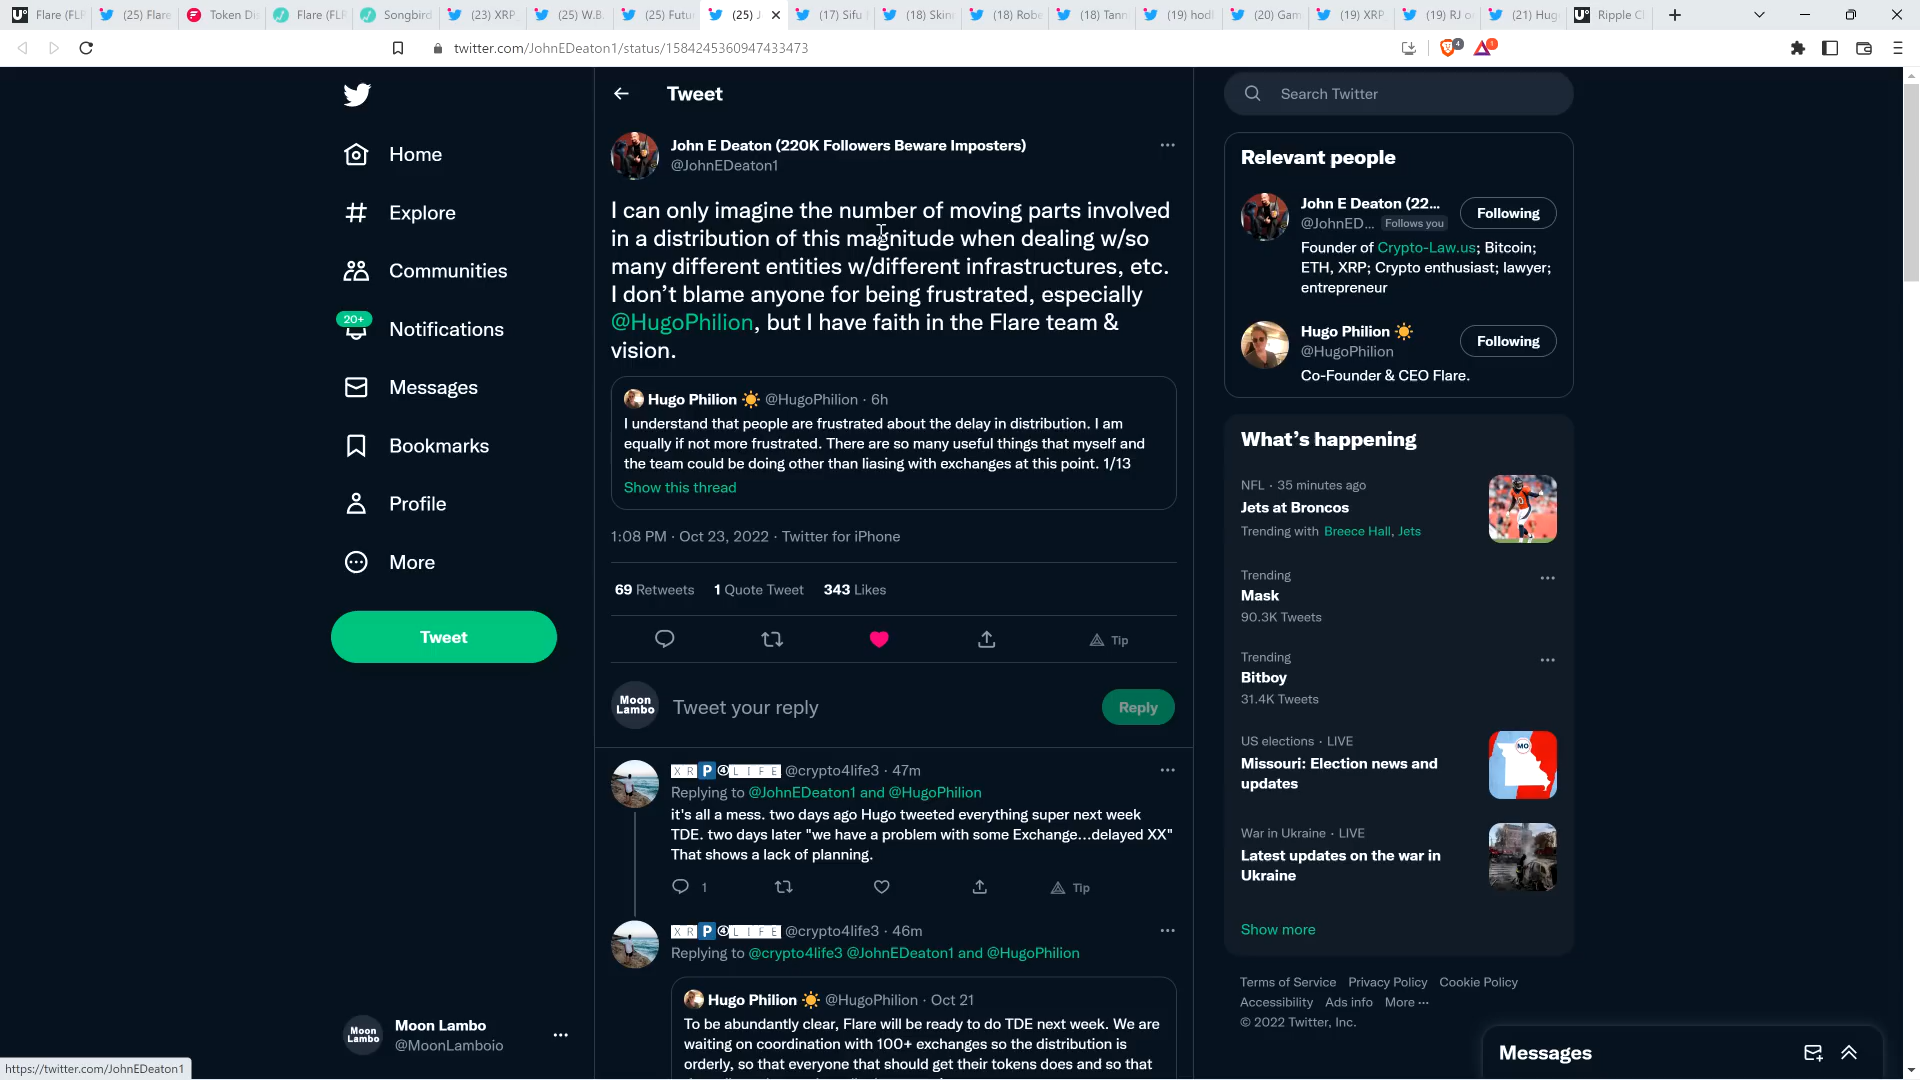 Flare (FLR
(25) Flare
Token Dis
Flare (FLR
Songbird
(23) XRP
(25) W.B.
(25) Futu
(25) J
(17) Sifu
(18) Skin
(18) Robe
(18) Tann
(19) hodl
(20) Gam
(19) XRP
(19) RJ o
(21) Hug
Ripple C
twitter.com/JohnEDeaton1/status/1584245360947433473
4
1
Home
Explore
Communities
20+
Notifications
Messages
Bookmarks
Profile
More
Tweet
Moon Lambo
Moon Lambo
@MoonLamboio
https://twitter.com/JohnEDeaton1
Tweet
John E Deaton (220K Followers Beware Imposters)
@JohnEDeaton1
I can only imagine the number of moving parts involved
in a distribution of this magnitude when dealing w/so
many different entities w/different infrastructures, etc.
I don’t blame anyone for being frustrated, especially
@HugoPhilion, but I have faith in the Flare team &
vision.
Hugo Philion ☀️ @HugoPhilion · 6h
I understand that people are frustrated about the delay in distribution. I am
equally if not more frustrated. There are so many useful things that myself and
the team could be doing other than liasing with exchanges at this point. 1/13
Show this thread
1:08 PM · Oct 23, 2022 · Twitter for iPhone
69 Retweets 1 Quote Tweet 343 Likes
Tip
Moon Lambo
Tweet your reply
Reply
🅇🅁🅿④🄻🄸🄵🄴 @crypto4life3 · 47m
Replying to @JohnEDeaton1 and @HugoPhilion
it's all a mess. two days ago Hugo tweeted everything super next week
TDE. two days later "we have a problem with some Exchange...delayed XX"
That shows a lack of planning.
1
Tip
🅇🅁🅿④🄻🄸🄵🄴 @crypto4life3 · 46m
Replying to @crypto4life3 @JohnEDeaton1 and @HugoPhilion
Hugo Philion ☀️ @HugoPhilion · Oct 21
To be abundantly clear, Flare will be ready to do TDE next week. We are
waiting on coordination with 100+ exchanges so the distribution is
orderly, so that everyone that should get their tokens does and so that
Search Twitter
Relevant people
John E Deaton (22...
@JohnED... Follows you
Following
Founder of Crypto-Law.us; Bitcoin;
ETH, XRP; Crypto enthusiast; lawyer;
entrepreneur
Hugo Philion ☀️
@HugoPhilion
Following
Co-Founder & CEO Flare.
What’s happening
NFL · 35 minutes ago
Jets at Broncos
Trending with Breece Hall, Jets
Trending
Mask
90.3K Tweets
Trending
Bitboy
31.4K Tweets
US elections · LIVE
Missouri: Election news and
updates
MO
War in Ukraine · LIVE
Latest updates on the war in
Ukraine
Show more
Terms of Service Privacy Policy Cookie Policy
Accessibility Ads info More ···
© 2022 Twitter, Inc.
Messages